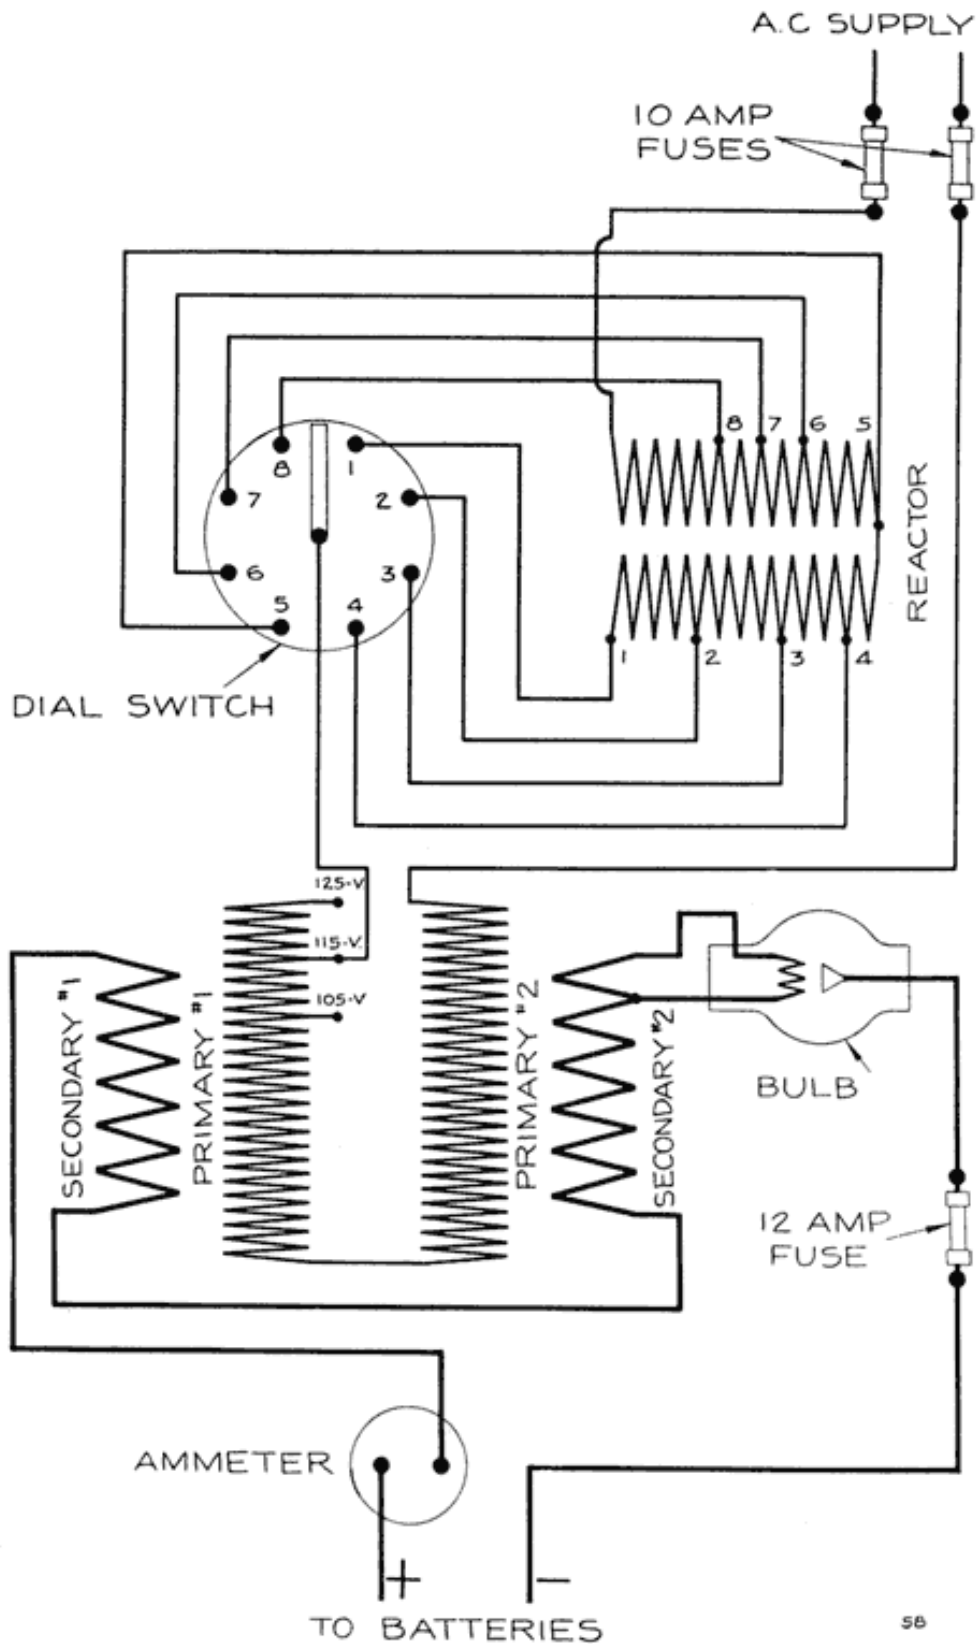 A.C SUPPLY
10 AMP
FUSES
8 7 6 5
REACTOR
8 1
7 2
6 3
5 4
1 2 3 4
DIAL SWITCH
125-V
115-V.
105-V
SECONDARY #1
PRIMARY #1
PRIMARY #2
SECONDARY #2
BULB
12 AMP
FUSE
AMMETER
+ −
TO BATTERIES
58